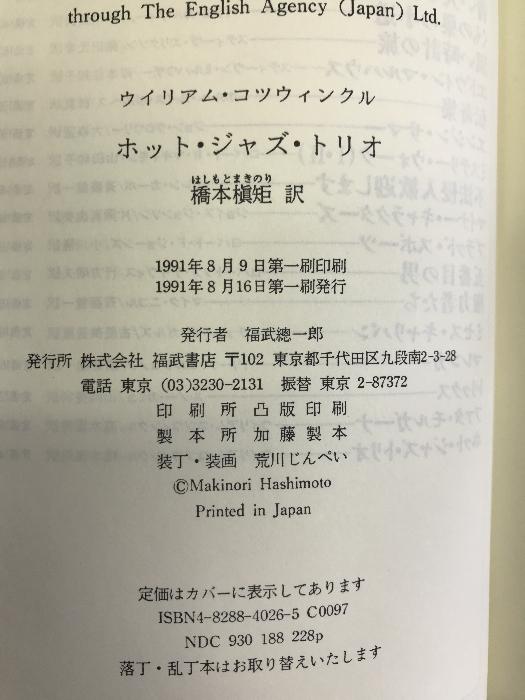 through The English Agency (Japan) Ltd.
ウイリアム・コツウィンクル
ホット・ジャズ・トリオ
はしもとまきのり
橋本槇矩 訳
1991年8月9日第一刷印刷
1991年8月16日第一刷発行
発行者 福武總一郎
発行所 株式会社 福武書店 〒102 東京都千代田区九段南2-3-28
電話 東京 (03)3230-2131 振替 東京 2-87372
印刷所 凸版印刷
製本所 加藤製本
装丁・装画 荒川じんぺい
©Makinori Hashimoto
Printed in Japan
定価はカバーに表示してあります
ISBN4-8288-4026-5 C0097
NDC 930 188 228p
落丁・乱丁本はお取り替えいたします